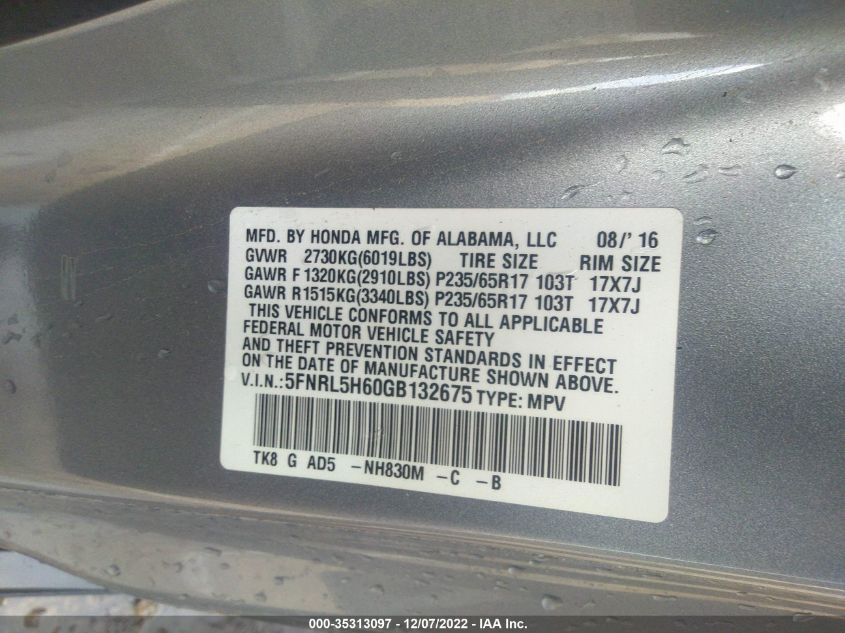 MFD. BY HONDA MFG. OF ALABAMA, LLC 08/' 16
GVWR 2730KG(6019LBS) TIRE SIZE RIM SIZE
GAWR F1320KG(2910LBS) P235/65R17 103T 17X7J
GAWR R1515KG(3340LBS) P235/65R17 103T 17X7J
THIS VEHICLE CONFORMS TO ALL APPLICABLE
FEDERAL MOTOR VEHICLE SAFETY
AND THEFT PREVENTION STANDARDS IN EFFECT
ON THE DATE OF MANUFACTURE SHOWN ABOVE.
V.I.N.:5FNRL5H60GB132675 TYPE: MPV
TK8 G AD5 -NH830M -C -B
000-35313097 - 12/07/2022 - © IAA Inc.